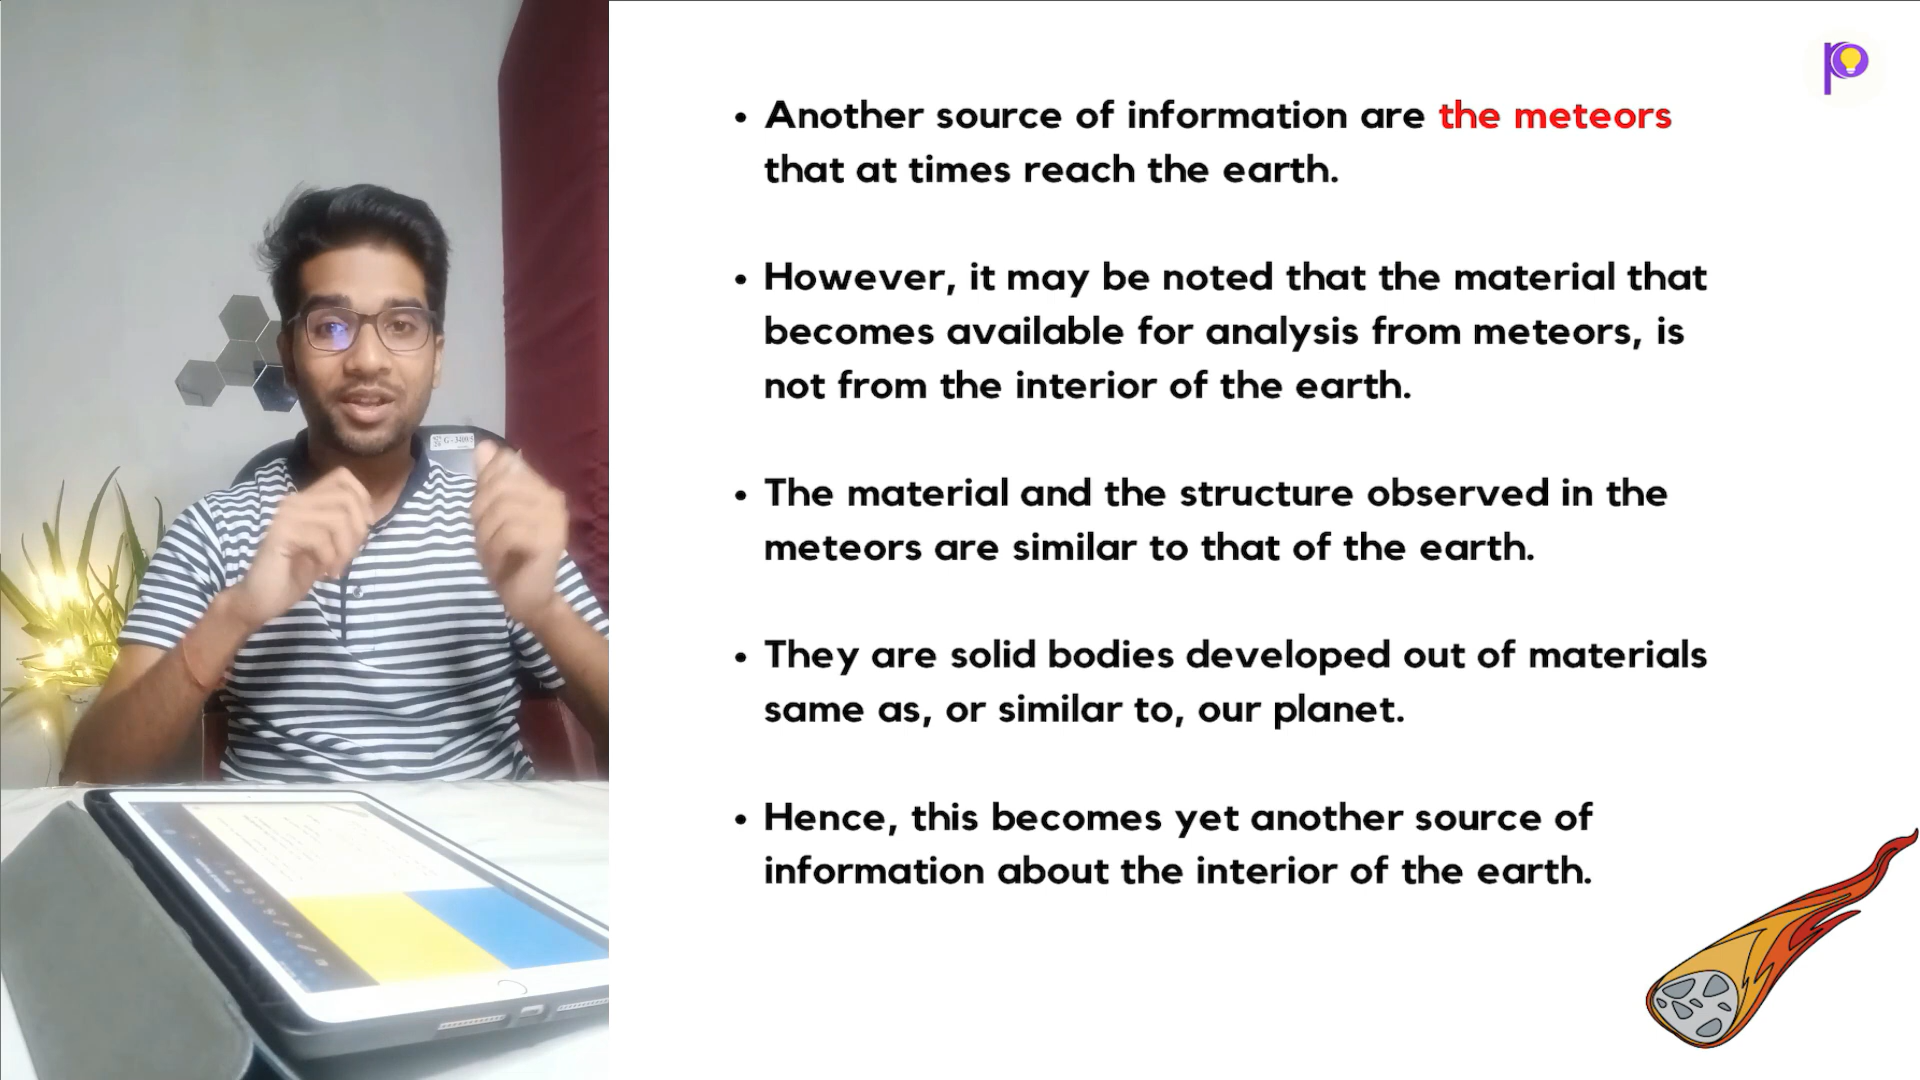 • Another source of information are the meteors
that at times reach the earth.
• However, it may be noted that the material that
becomes available for analysis from meteors, is
not from the interior of the earth.
• The material and the structure observed in the
meteors are similar to that of the earth.
• They are solid bodies developed out of materials
same as, or similar to, our planet.
• Hence, this becomes yet another source of
information about the interior of the earth.